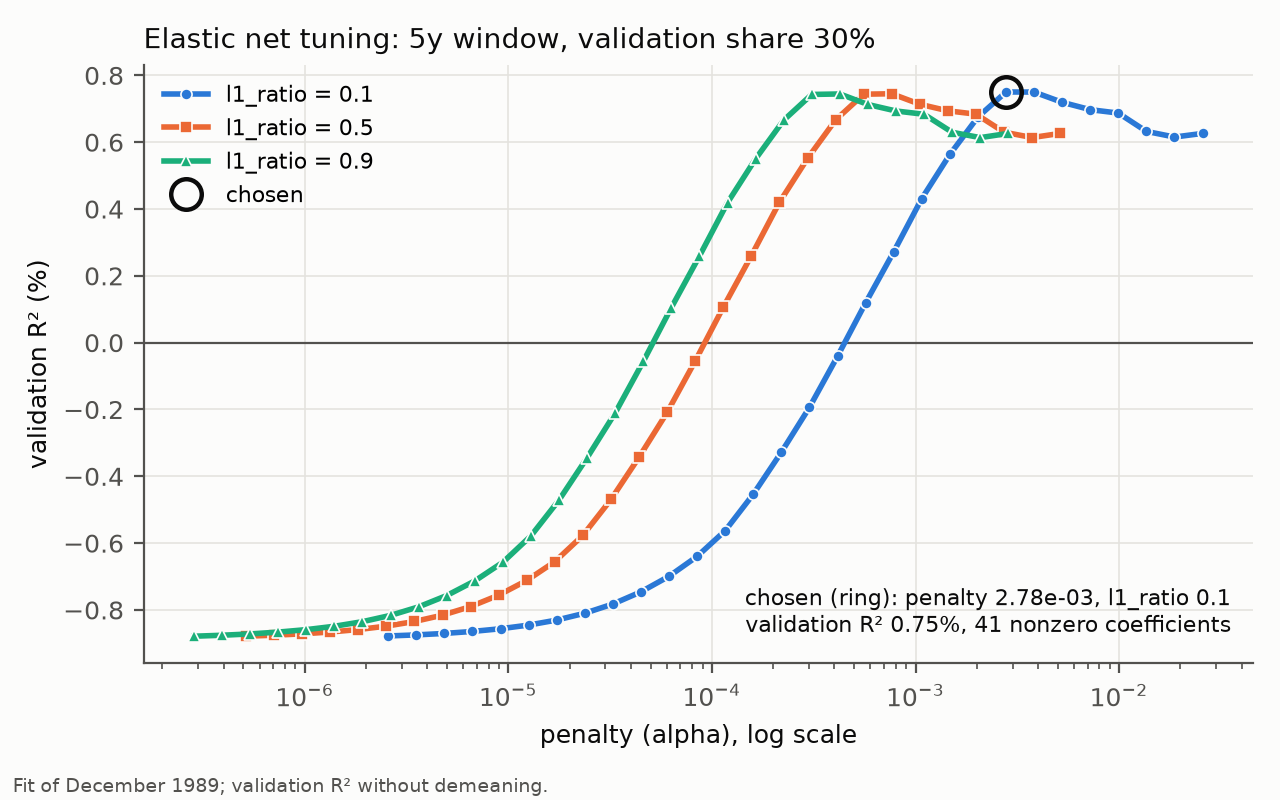 Elastic net tuning: 5y window, validation share 30%
l1_ratio = 0.1
l1_ratio = 0.5
l1_ratio = 0.9
chosen
validation R² (%)
0.8
0.6
0.4
0.2
0.0
−0.2
−0.4
−0.6
−0.8
chosen (ring): penalty 2.78e-03, l1_ratio 0.1
validation R² 0.75%, 41 nonzero coefficients
10⁻⁶ 10⁻⁵ 10⁻⁴ 10⁻³ 10⁻²
penalty (alpha), log scale
Fit of December 1989; validation R² without demeaning.